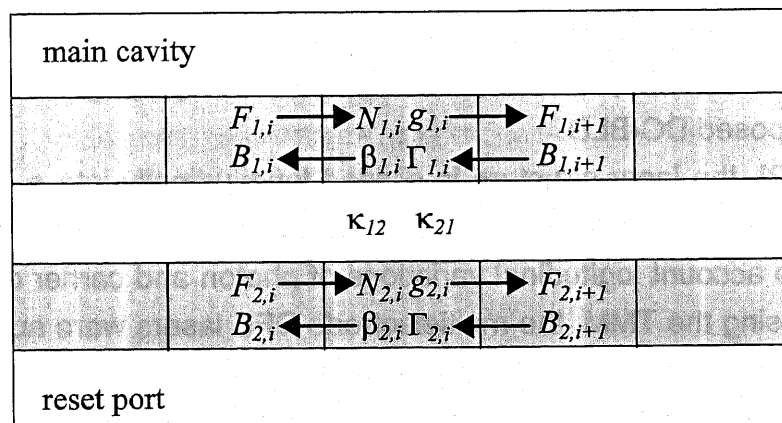 main cavity
F1,i → N1,i g1,i → F1,i+1
B1,i ← β1,i Γ1,i ← B1,i+1
κ12 κ21
F2,i → N2,i g2,i → F2,i+1
B2,i ← β2,i Γ2,i ← B2,i+1
reset port